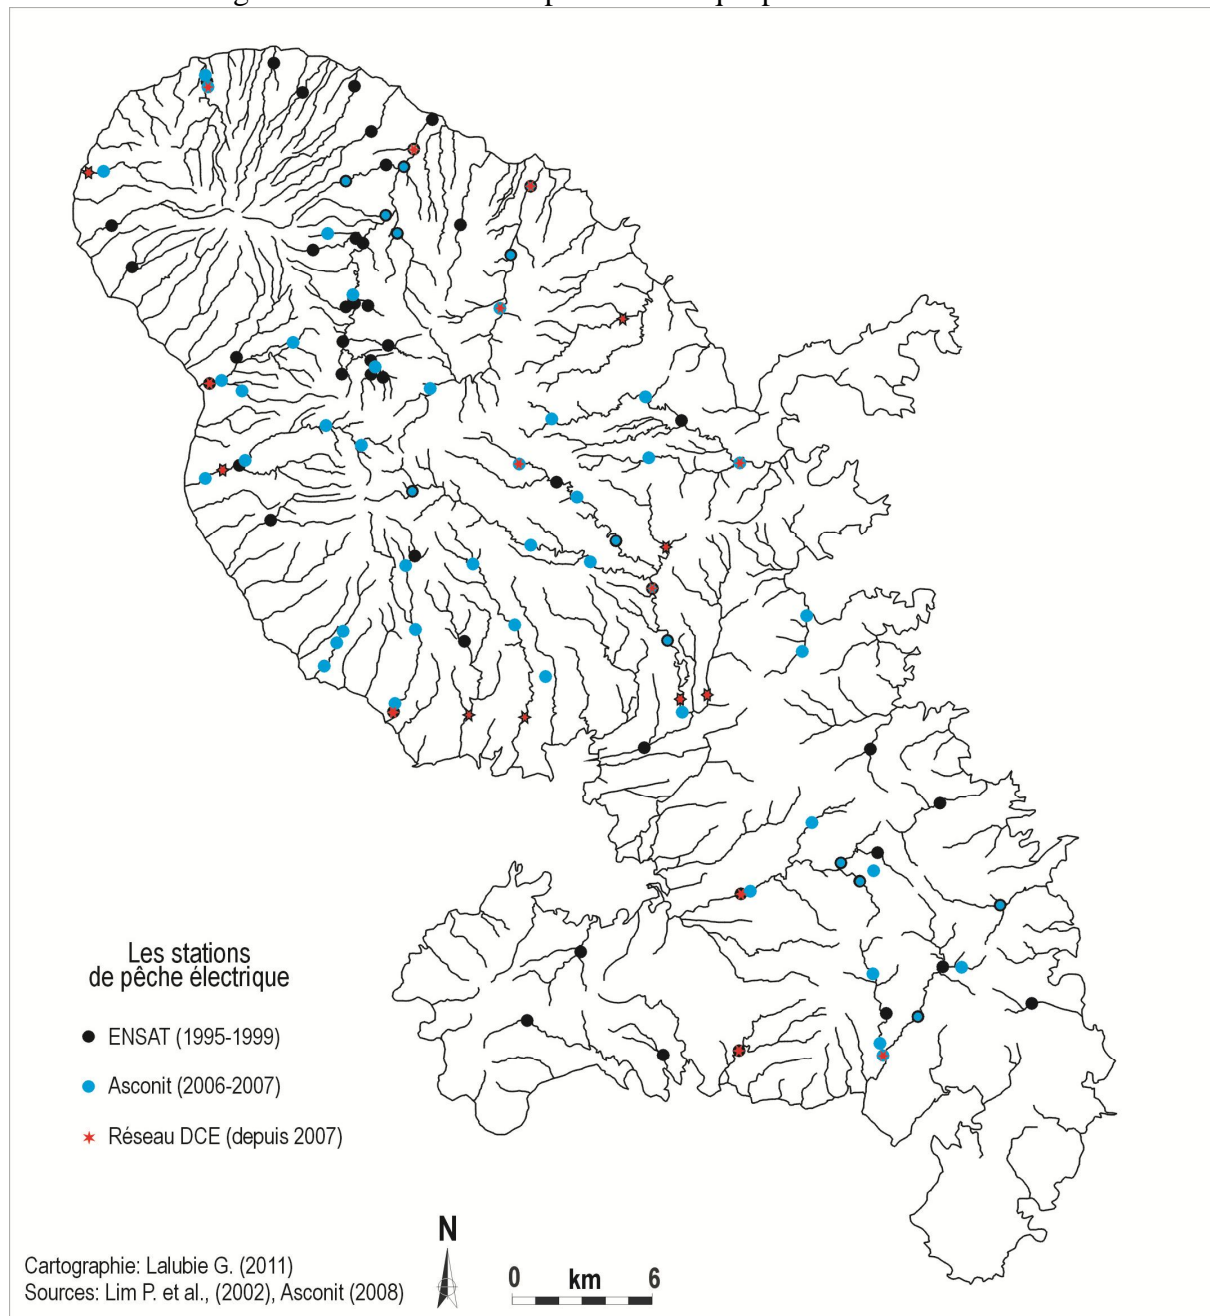 Les stations
de pêche électrique
ENSAT (1995-1999)
Asconit (2006-2007)
Réseau DCE (depuis 2007)
N
0 km 6
Cartographie: Lalubie G. (2011)
Sources: Lim P. et al., (2002), Asconit (2008)